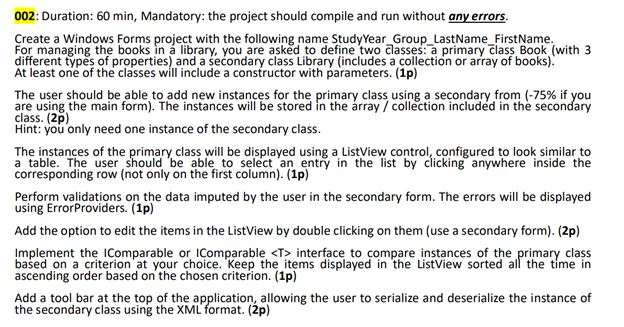 002: Duration: 60 min, Mandatory: the project should compile and run without any errors.
Create a Windows Forms project with the following name StudyYear_Group_LastName_FirstName.
For managing the books in a library, you are asked to define two classes: a primary class Book (with 3
different types of properties) and a secondary class Library (includes a collection or array of books).
At least one of the classes will include a constructor with parameters. (1p)
The user should be able to add new instances for the primary class using a secondary from (-75% if you
are using the main form). The instances will be stored in the array / collection included in the secondary
class. (2p)
Hint: you only need one instance of the secondary class.
The instances of the primary class will be displayed using a ListView control, configured to look similar to
a table. The user should be able to select an entry in the list by clicking anywhere inside the
corresponding row (not only on the first column). (1p)
Perform validations on the data imputed by the user in the secondary form. The errors will be displayed
using ErrorProviders. (1p)
Add the option to edit the items in the ListView by double clicking on them (use a secondary form). (2p)
Implement the IComparable or IComparable <T> interface to compare instances of the primary class
based on a criterion at your choice. Keep the items displayed in the ListView sorted all the time in
ascending order based on the chosen criterion. (1p)
Add a tool bar at the top of the application, allowing the user to serialize and deserialize the instance of
the secondary class using the XML format. (2p)